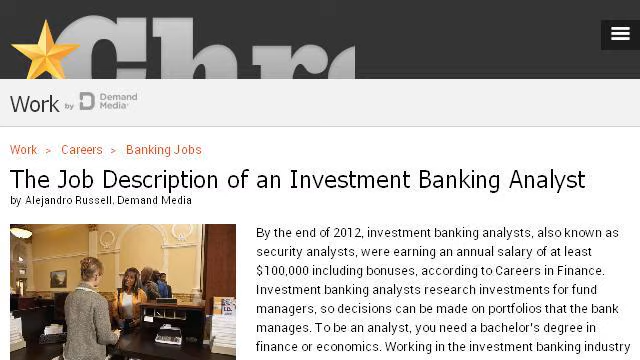 Chr
Work by Demand Media
Work > Careers > Banking Jobs
The Job Description of an Investment Banking Analyst
by Alejandro Russell, Demand Media
By the end of 2012, investment banking analysts, also known as
security analysts, were earning an annual salary of at least
$100,000 including bonuses, according to Careers in Finance.
Investment banking analysts research investments for fund
managers, so decisions can be made on portfolios that the bank
manages. To be an analyst, you need a bachelor's degree in
finance or economics. Working in the investment banking industry